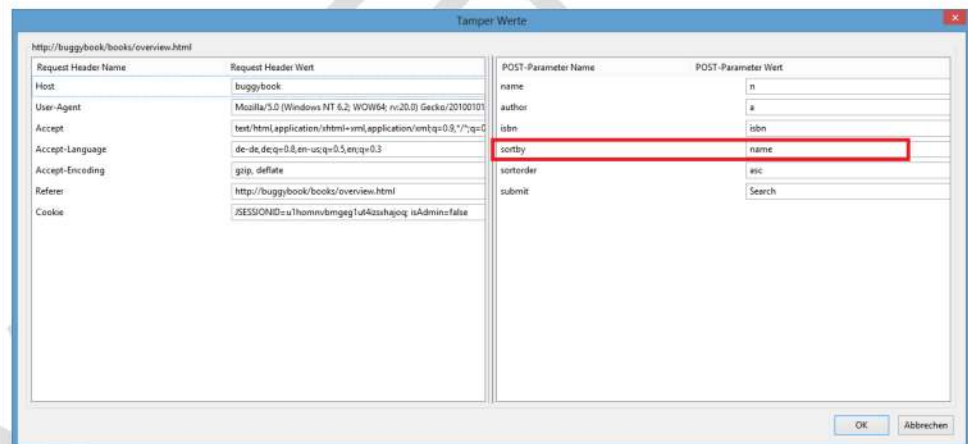 Tamper Werte
http://buggybook/books/overview.html
Request Header Name Request Header Wert POST-Parameter Name POST-Parameter Wert
Host buggybook name n
User-Agent Mozilla/5.0 (Windows NT 6.2; WOW64; rv:20.0) Gecko/20100101 author a
Accept text/html,application/xhtml+xml,application/xml;q=0.9,*/*;q=0 isbn isbn
Accept-Language de-de,de;q=0.8,en-us;q=0.5,en;q=0.3 sortby name
Accept-Encoding gzip, deflate sortorder asc
Referer http://buggybook/books/overview.html submit Search
Cookie isAdmin=false
OK Abbrechen